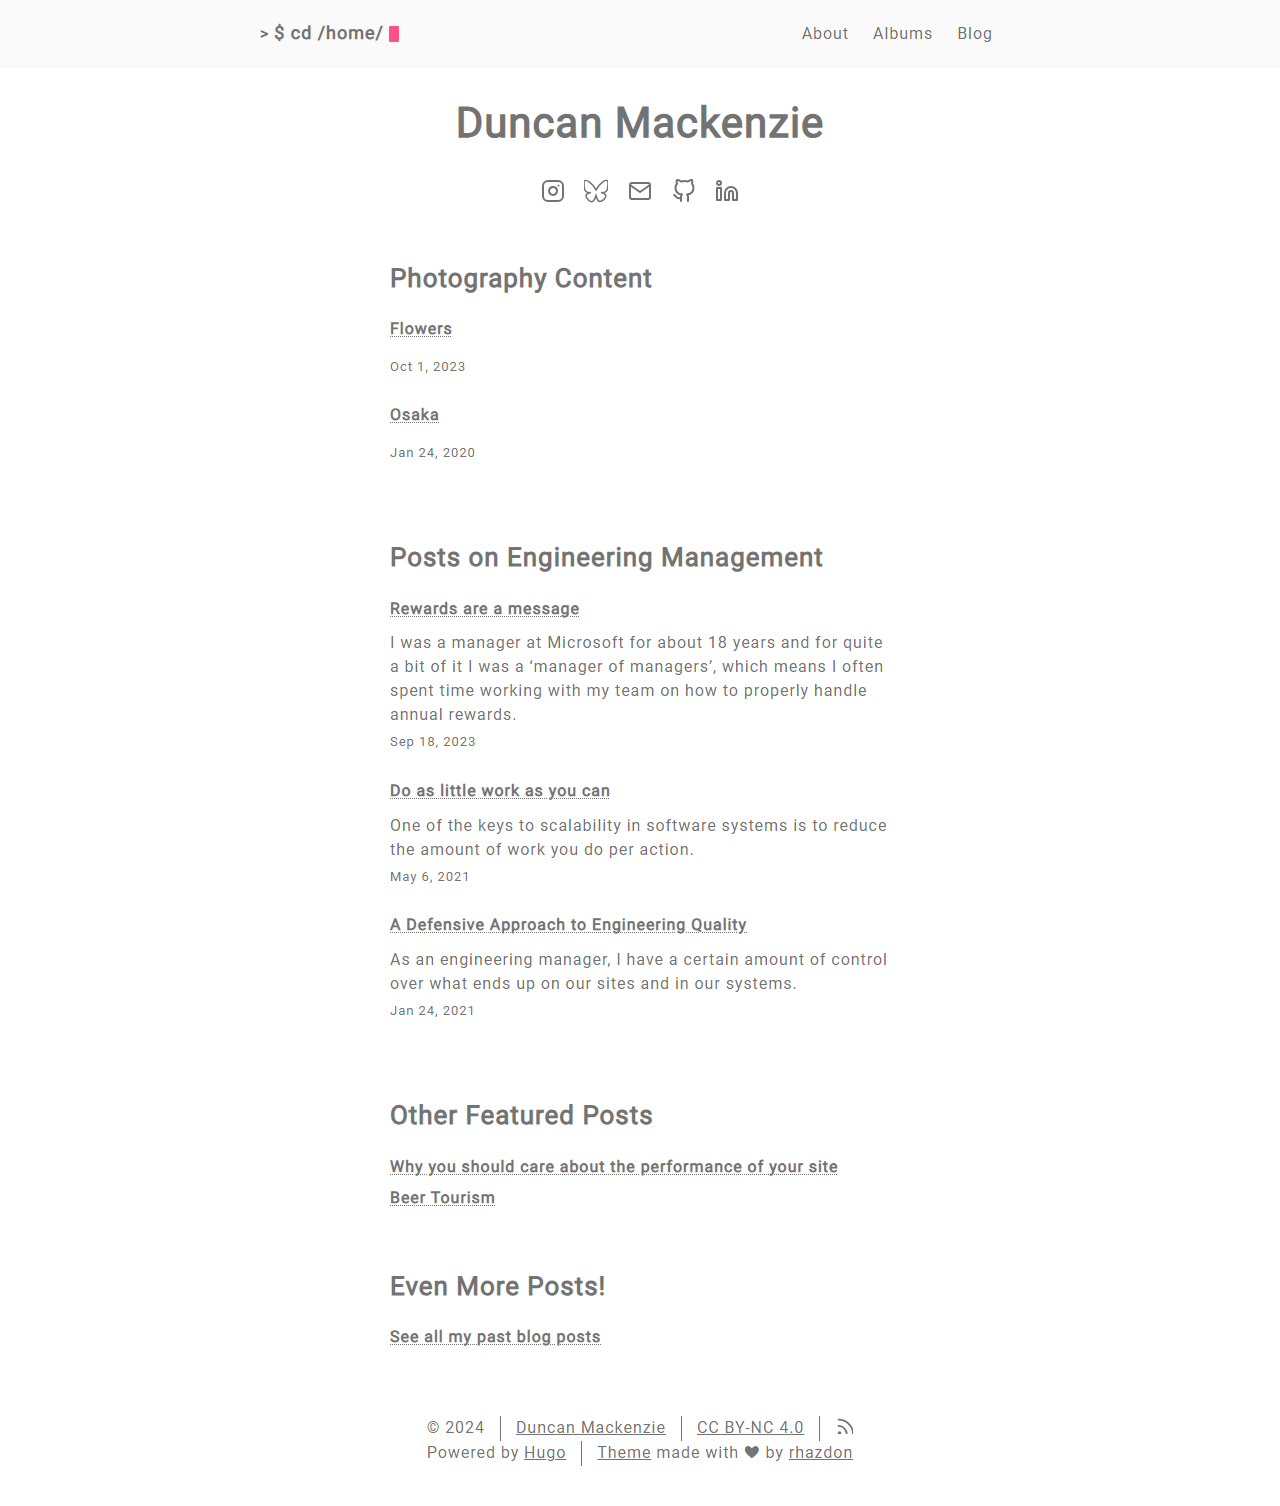 > $ cd /home/
About Albums Blog
Duncan Mackenzie
Photography Content
Flowers
Oct 1, 2023
Osaka
Jan 24, 2020
Posts on Engineering Management
Rewards are a message
I was a manager at Microsoft for about 18 years and for quite
a bit of it I was a ‘manager of managers’, which means I often
spent time working with my team on how to properly handle
annual rewards.
Sep 18, 2023
Do as little work as you can
One of the keys to scalability in software systems is to reduce
the amount of work you do per action.
May 6, 2021
A Defensive Approach to Engineering Quality
As an engineering manager, I have a certain amount of control
over what ends up on our sites and in our systems.
Jan 24, 2021
Other Featured Posts
Why you should care about the performance of your site
Beer Tourism
Even More Posts!
See all my past blog posts
© 2024 Duncan Mackenzie CC BY-NC 4.0
Powered by Hugo Theme made with ❤ by rhazdon